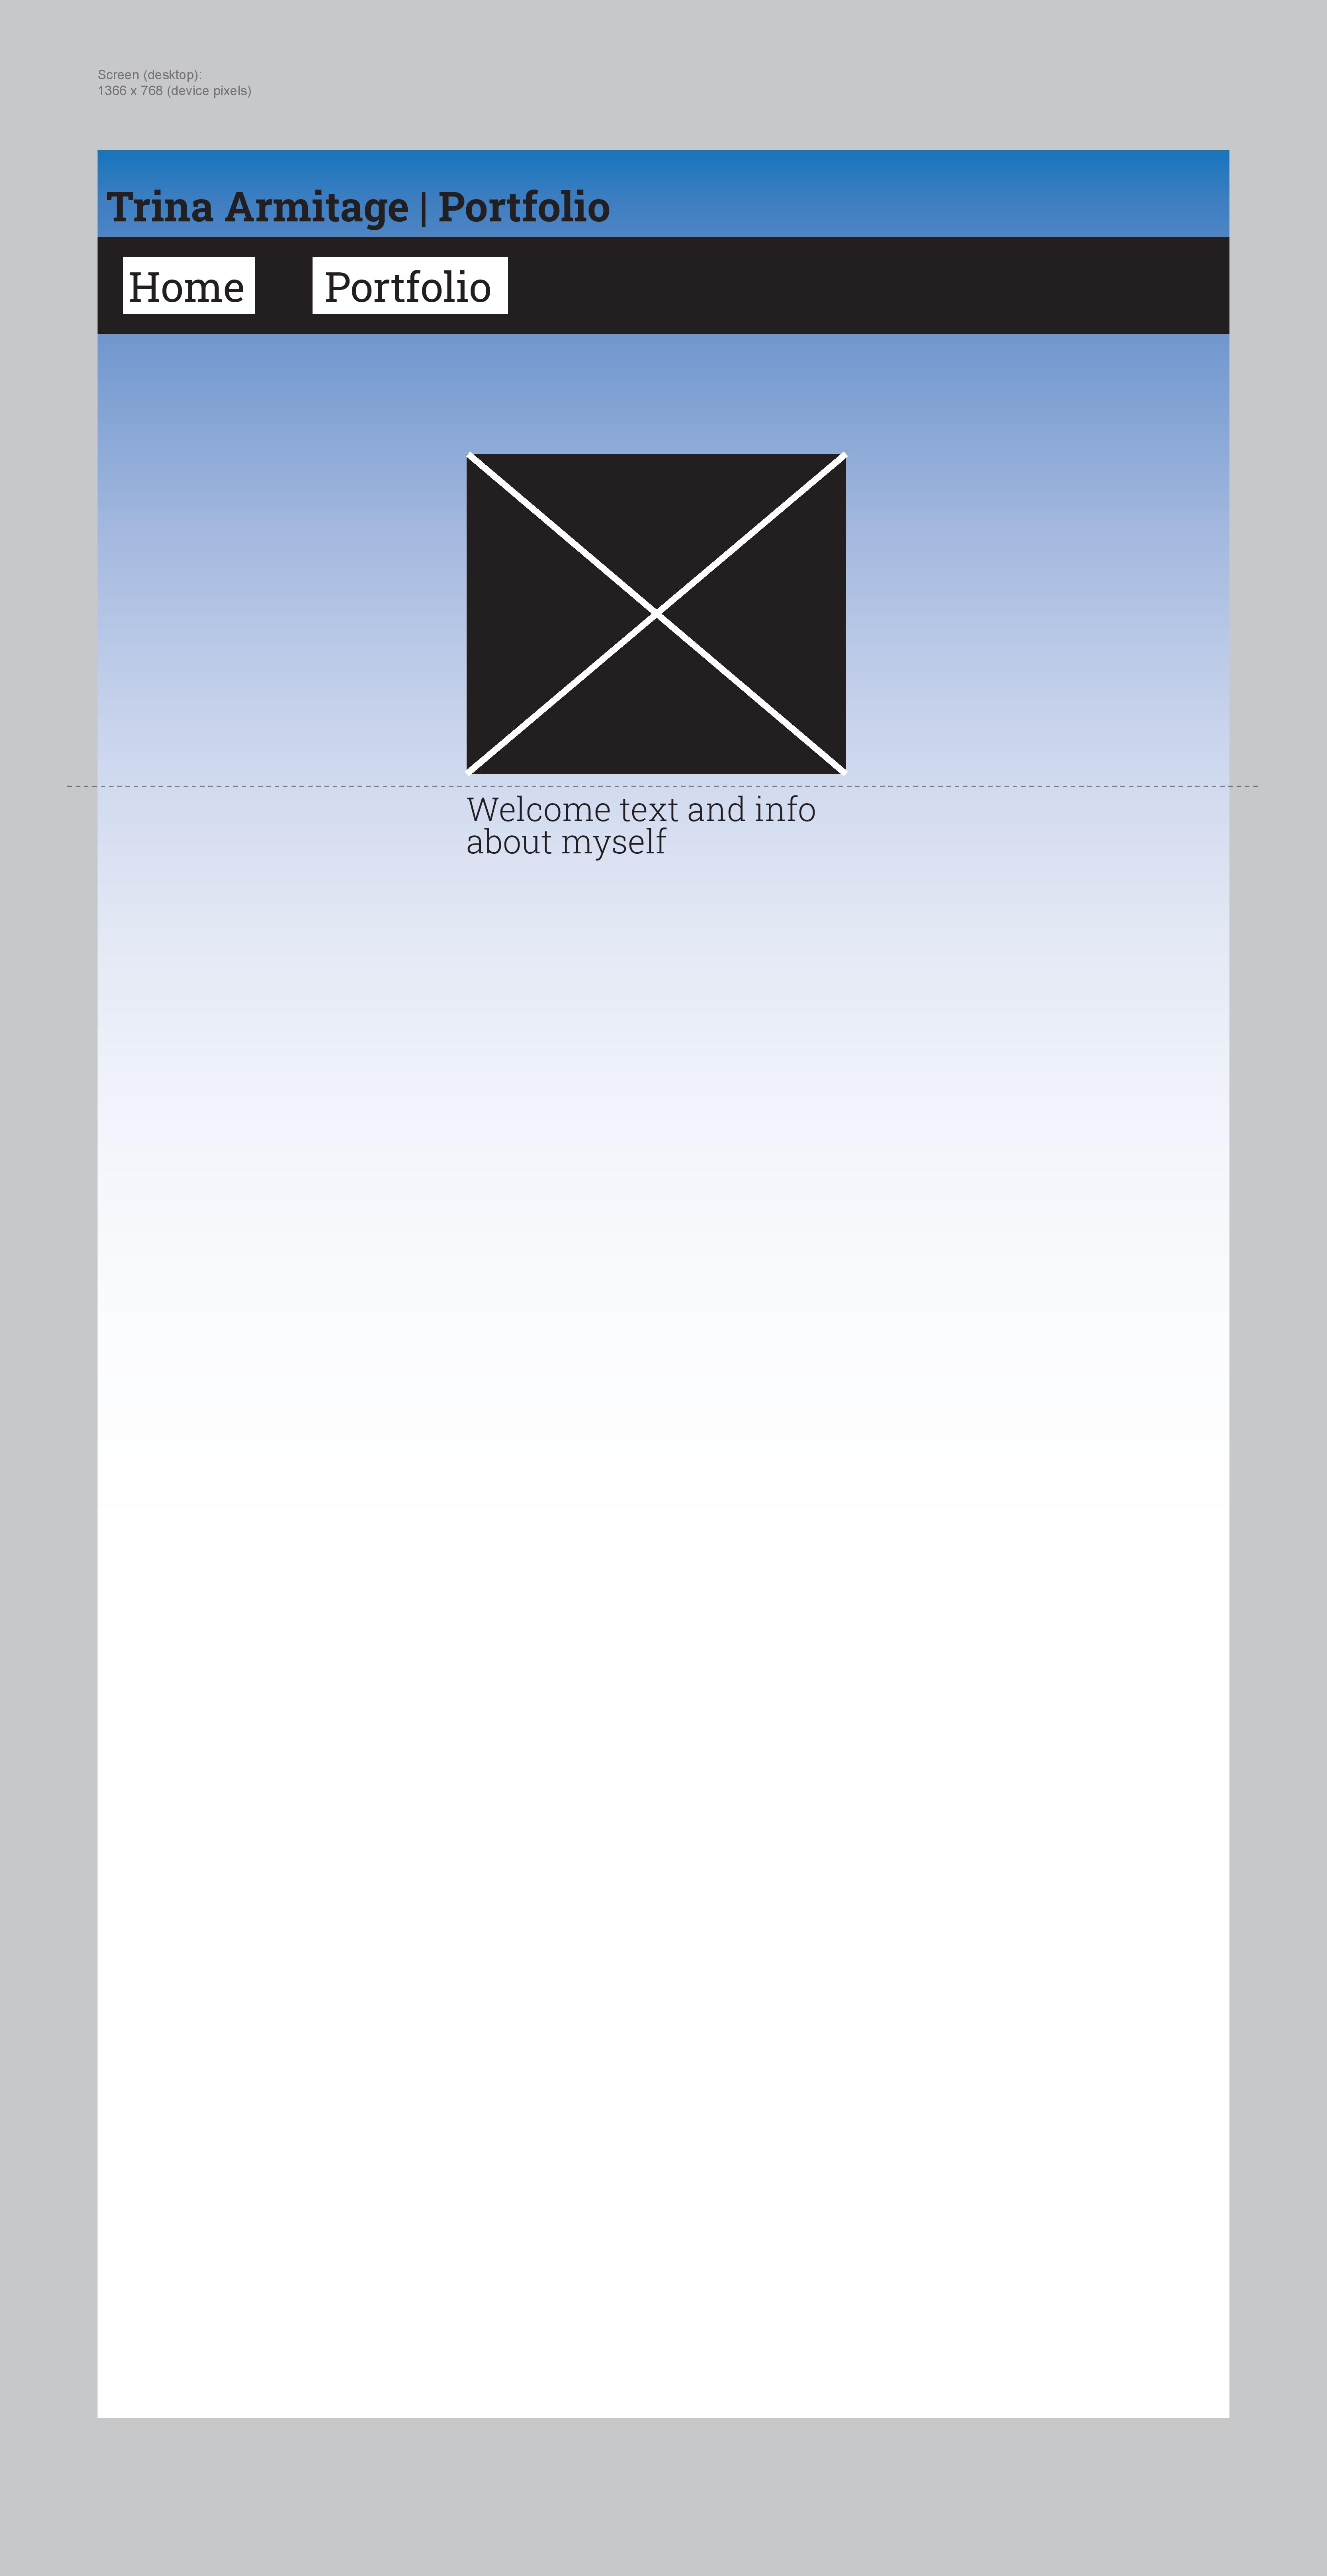 Screen (desktop):
1366 x 768 (device pixels)
Trina Armitage | Portfolio
Home
Portfolio
Welcome text and info
about myself